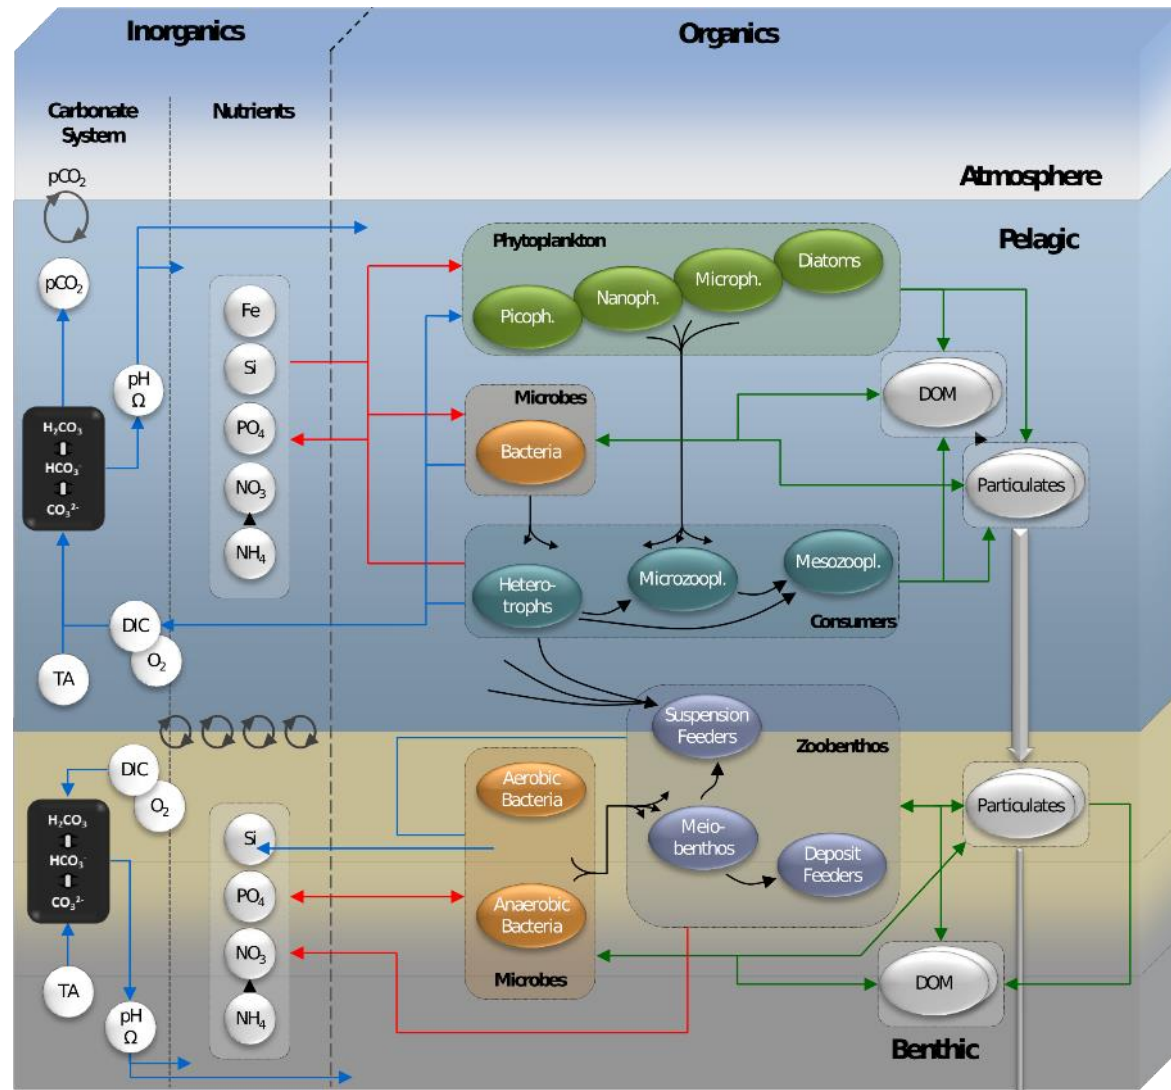 Inorganics
Organics
Carbonate
System
Nutrients
pCO₂
Atmosphere
Pelagic
pCO₂
pH
Ω
H₂CO₃
HCO₃⁻
CO₃²⁻
Fe
Si
PO₄
NO₃
NH₄
Phytoplankton
Picoph.
Nanoph.
Microph.
Diatoms
Microbes
Bacteria
DOM
Particulates
Hetero-
trophs
Microzoopl.
Mesozoopl.
Consumers
DIC
O₂
TA
DIC
O₂
H₂CO₃
HCO₃⁻
CO₃²⁻
TA
pH
Ω
Si
PO₄
NO₃
NH₄
Aerobic
Bacteria
Anaerobic
Bacteria
Microbes
Suspension
Feeders
Zoobenthos
Meio-
benthos
Deposit
Feeders
Particulates
DOM
Benthic